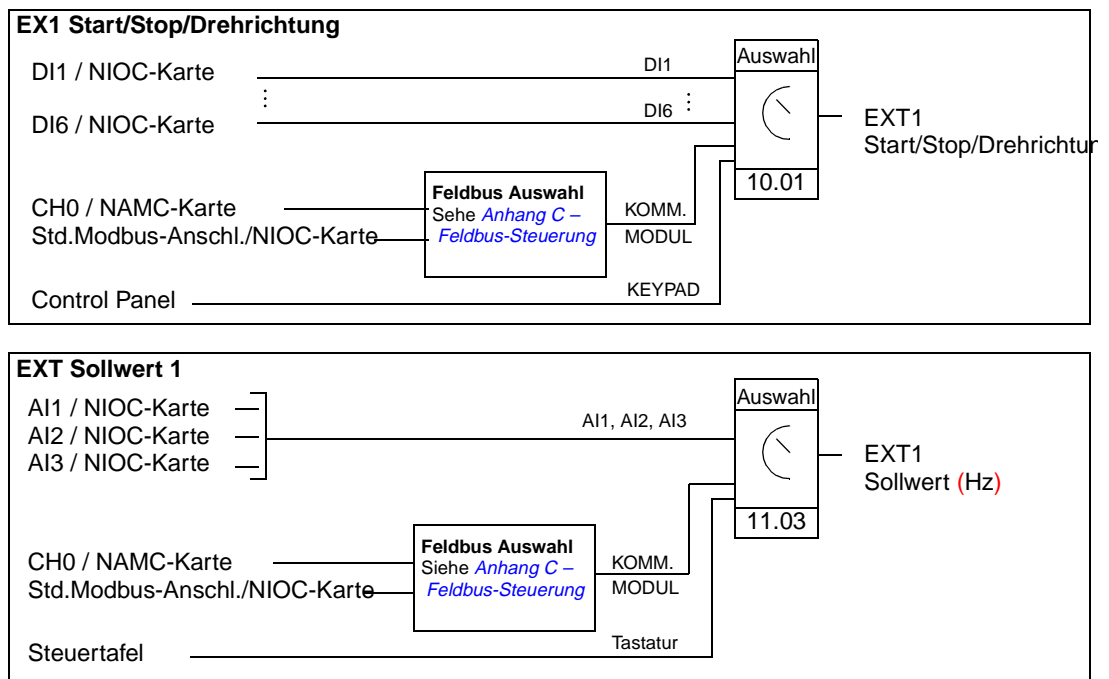 EX1 Start/Stop/Drehrichtung
DI1 / NIOC-Karte
DI1
Auswahl
DI6 / NIOC-Karte
DI6
EXT1
Start/Stop/Drehrichtun
10.01
CH0 / NAMC-Karte
Std.Modbus-Anschl./NIOC-Karte
Feldbus Auswahl
Sehe Anhang C –
Feldbus-Steuerung
KOMM.
MODUL
Control Panel
KEYPAD
EXT Sollwert 1
AI1 / NIOC-Karte
AI2 / NIOC-Karte
AI3 / NIOC-Karte
AI1, AI2, AI3
Auswahl
EXT1
Sollwert (Hz)
11.03
CH0 / NAMC-Karte
Std.Modbus-Anschl./NIOC-Karte
Feldbus Auswahl
Siehe Anhang C –
Feldbus-Steuerung
KOMM.
MODUL
Steuertafel
Tastatur